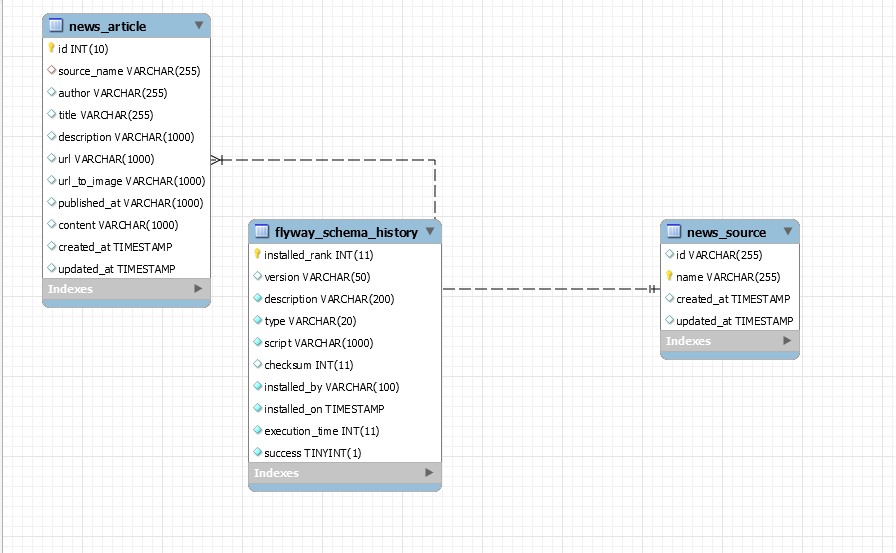 news_article
id INT(10)
source_name VARCHAR(255)
author VARCHAR(255)
title VARCHAR(255)
description VARCHAR(1000)
url VARCHAR(1000)
url_to_image VARCHAR(1000)
published_at VARCHAR(1000)
content VARCHAR(1000)
created_at TIMESTAMP
updated_at TIMESTAMP
Indexes
flyway_schema_history
installed_rank INT(11)
version VARCHAR(50)
description VARCHAR(200)
type VARCHAR(20)
script VARCHAR(1000)
checksum INT(11)
installed_by VARCHAR(100)
installed_on TIMESTAMP
execution_time INT(11)
success TINYINT(1)
Indexes
news_source
id VARCHAR(255)
name VARCHAR(255)
created_at TIMESTAMP
updated_at TIMESTAMP
Indexes